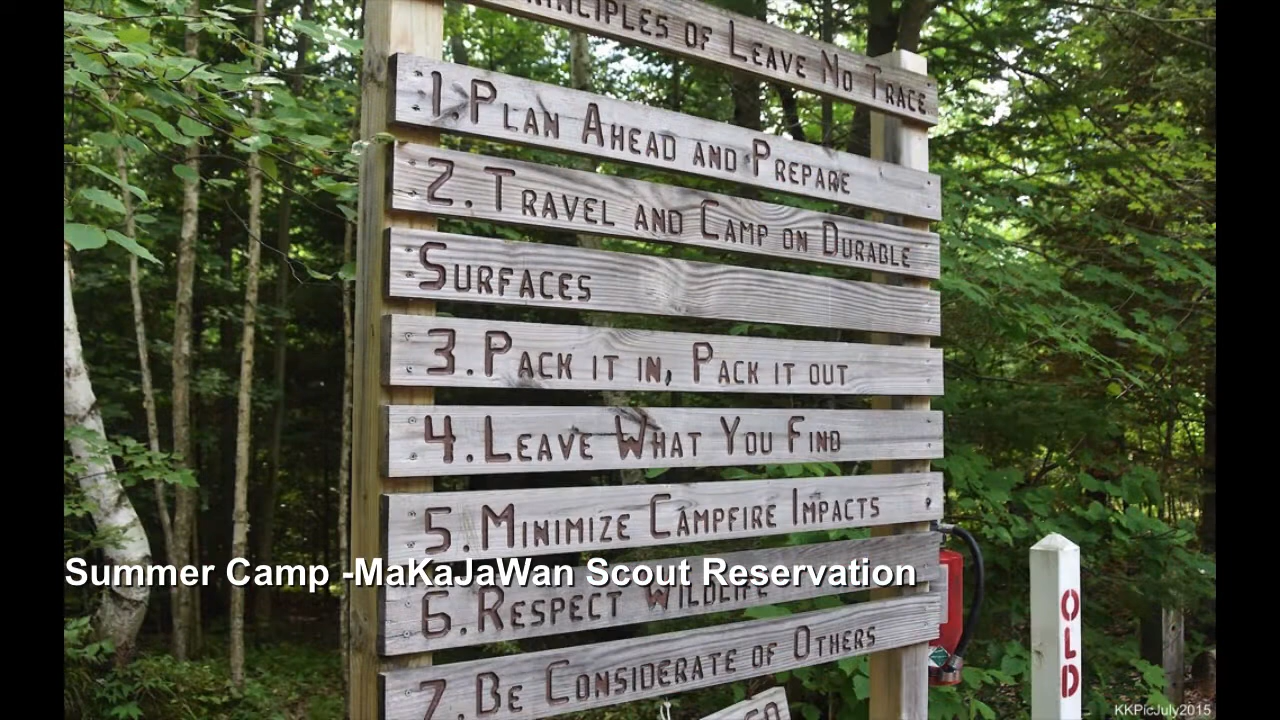 PRINCIPLES OF LEAVE NO TRACE
1. PLAN AHEAD AND PREPARE
2. TRAVEL AND CAMP ON DURABLE
SURFACES
3. PACK IT IN, PACK IT OUT
4. LEAVE WHAT YOU FIND
5. MINIMIZE CAMPFIRE IMPACTS
Summer Camp -MaKaJaWan Scout Reservation
6. RESPECT WILDLIFE
7. BE CONSIDERATE OF OTHERS
OLD
KKPicJuly2015